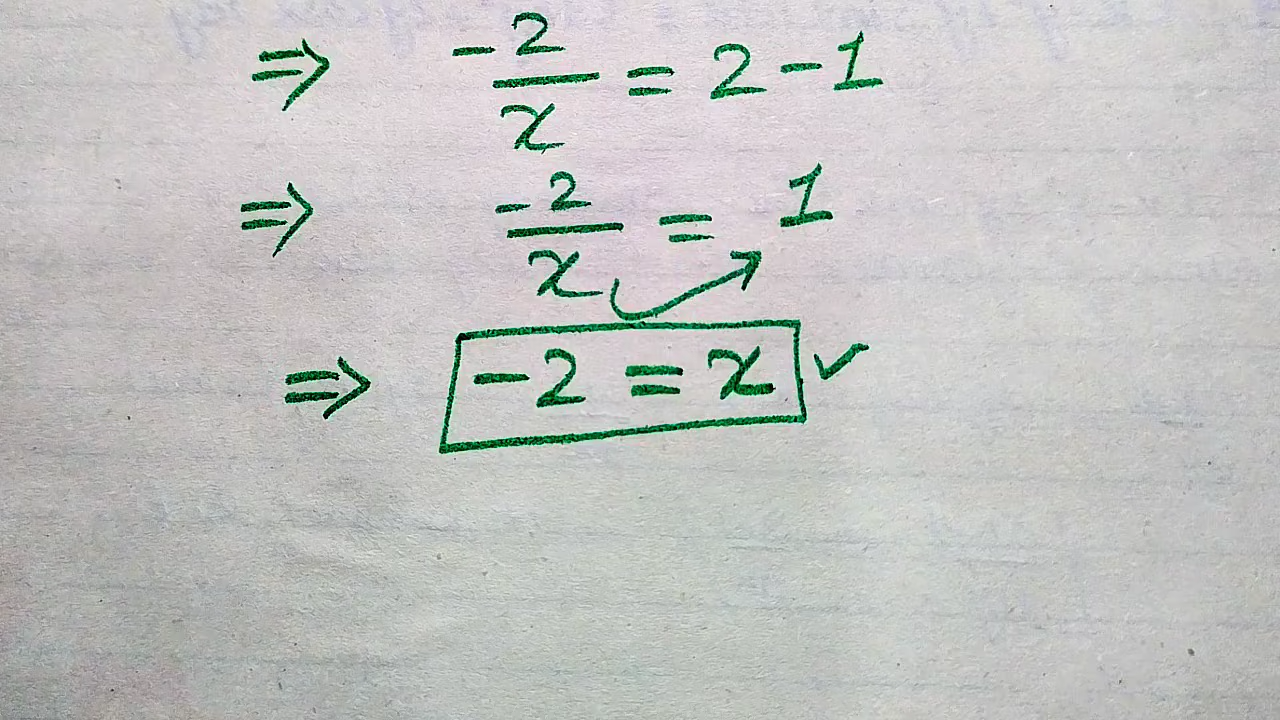 ⇒ -2/x = 2 - 1
⇒ -2/x = 1
⇒ -2 = x ✓